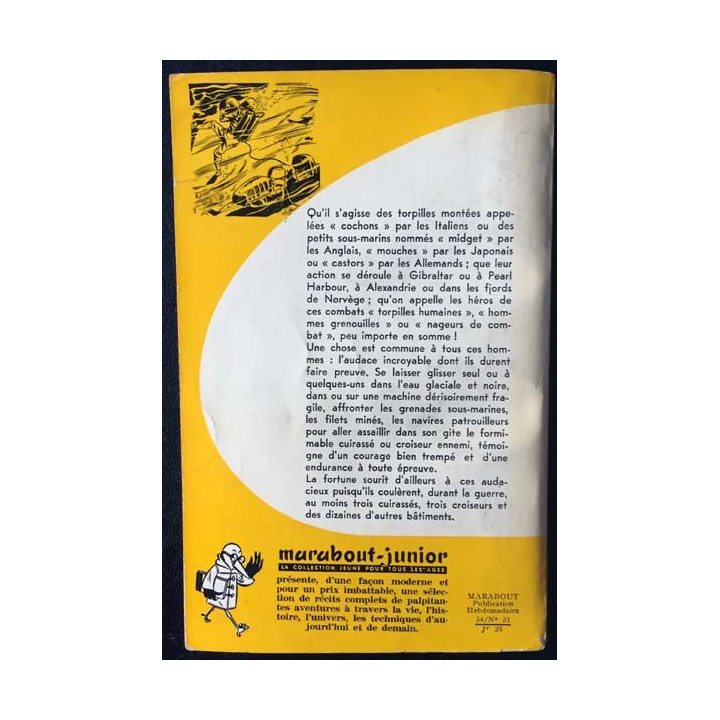 Qu'il s'agisse des torpilles montées appe-
lées « cochons » par les Italiens ou des
petits sous-marins nommés « midget » par
les Anglais, « mouches » par les Japonais
ou « castors » par les Allemands ; que leur
action se déroule à Gibraltar ou à Pearl
Harbour, à Alexandrie ou dans les fjords
de Norvège ; qu'on appelle les héros de
ces combats « torpilles humaines », « hom-
mes grenouilles » ou « nageurs de com-
bat », peu importe en somme !
Une chose est commune à tous ces hom-
mes : l'audace incroyable dont ils durent
faire preuve. Se laisser glisser seul ou à
quelques-uns dans l'eau glaciale et noire,
dans ou sur une machine dérisoirement fra-
gile, affronter les grenades sous-marines,
les filets minés, les navires patrouilleurs
pour aller assaillir dans son gite le formi-
mable cuirassé ou croiseur ennemi, témoi-
gne d'un courage bien trempé et d'une
endurance à toute épreuve.
La fortune sourit d'ailleurs à ces auda-
cieux puisqu'ils coulèrent, durant la guerre,
au moins trois cuirassés, trois croiseurs et
des dizaines d'autres bâtiments.
marabout-junior
LA COLLECTION JEUNE POUR TOUS LES AGES
présente, d'une façon moderne et
pour un prix imbattable, une sélec-
tion de récits complets de palpitan-
tes aventures à travers la vie, l'his-
toire, l'univers, les techniques d'au-
jourd'hui et de demain.
MARABOUT
Publication
Hebdomadaire
54/N° 21
Jr 25